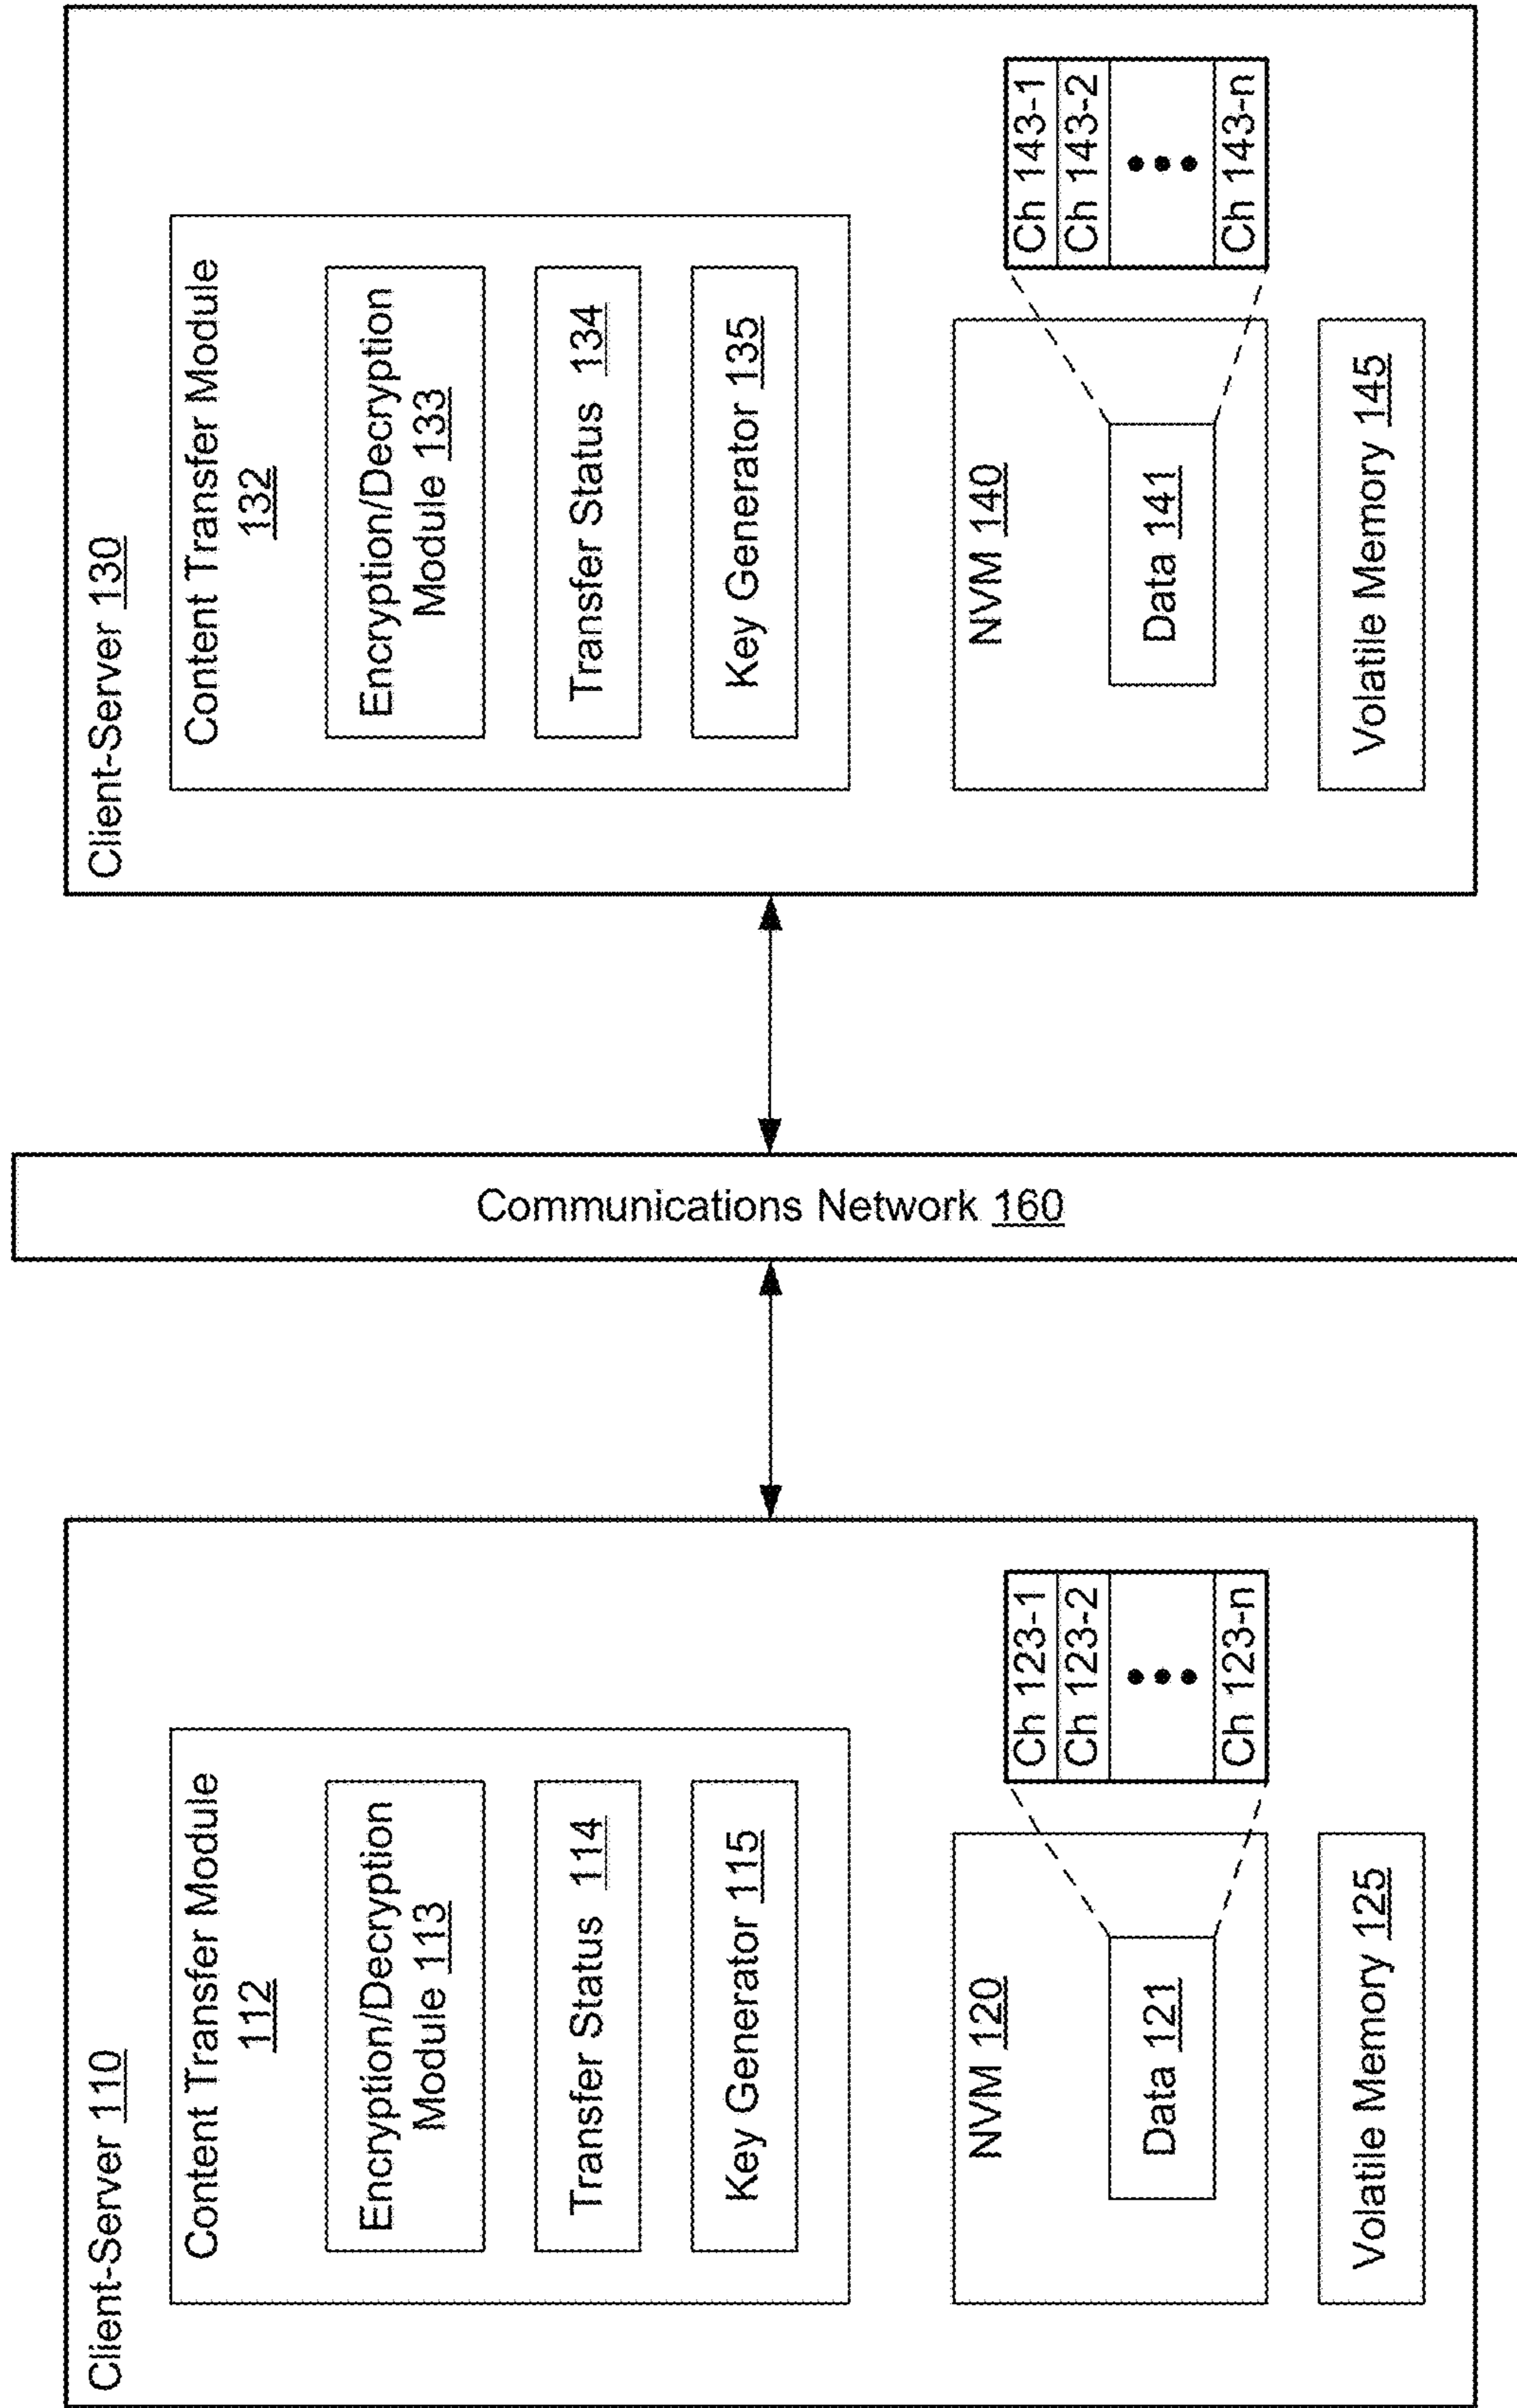 Client-Server 110
Content Transfer Module
112
Encryption/Decryption
Module 113
Transfer Status 114
Key Generator 115
NVM 120
Data 121
Ch 123-1
Ch 123-2
Ch 123-n
Volatile Memory 125
Communications Network 160
Client-Server 130
Content Transfer Module
132
Encryption/Decryption
Module 133
Transfer Status 134
Key Generator 135
NVM 140
Data 141
Ch 143-1
Ch 143-2
Ch 143-n
Volatile Memory 145